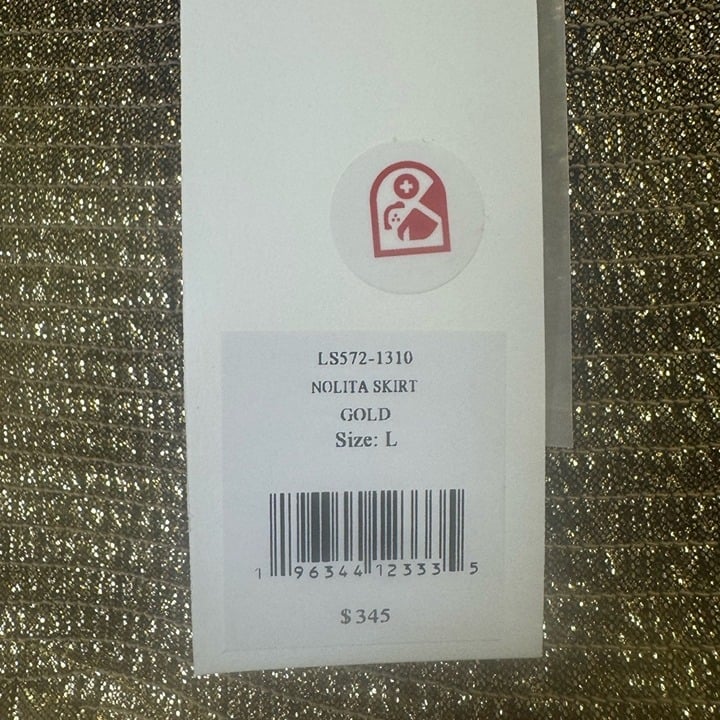 LS572-1310
NOLITA SKIRT
GOLD
Size: L
1 96344 12333 5
$345